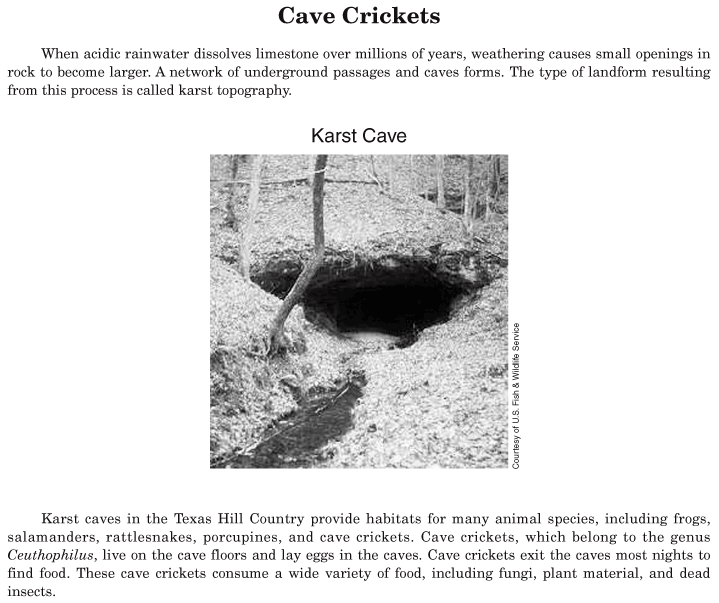 Cave Crickets
When acidic rainwater dissolves limestone over millions of years, weathering causes small openings in
rock to become larger. A network of underground passages and caves forms. The type of landform resulting
from this process is called karst topography.
Karst Cave
Courtesy of U.S. Fish & Wildlife Service
Karst caves in the Texas Hill Country provide habitats for many animal species, including frogs,
salamanders, rattlesnakes, porcupines, and cave crickets. Cave crickets, which belong to the genus
Ceuthophilus, live on the cave floors and lay eggs in the caves. Cave crickets exit the caves most nights to
find food. These cave crickets consume a wide variety of food, including fungi, plant material, and dead
insects.